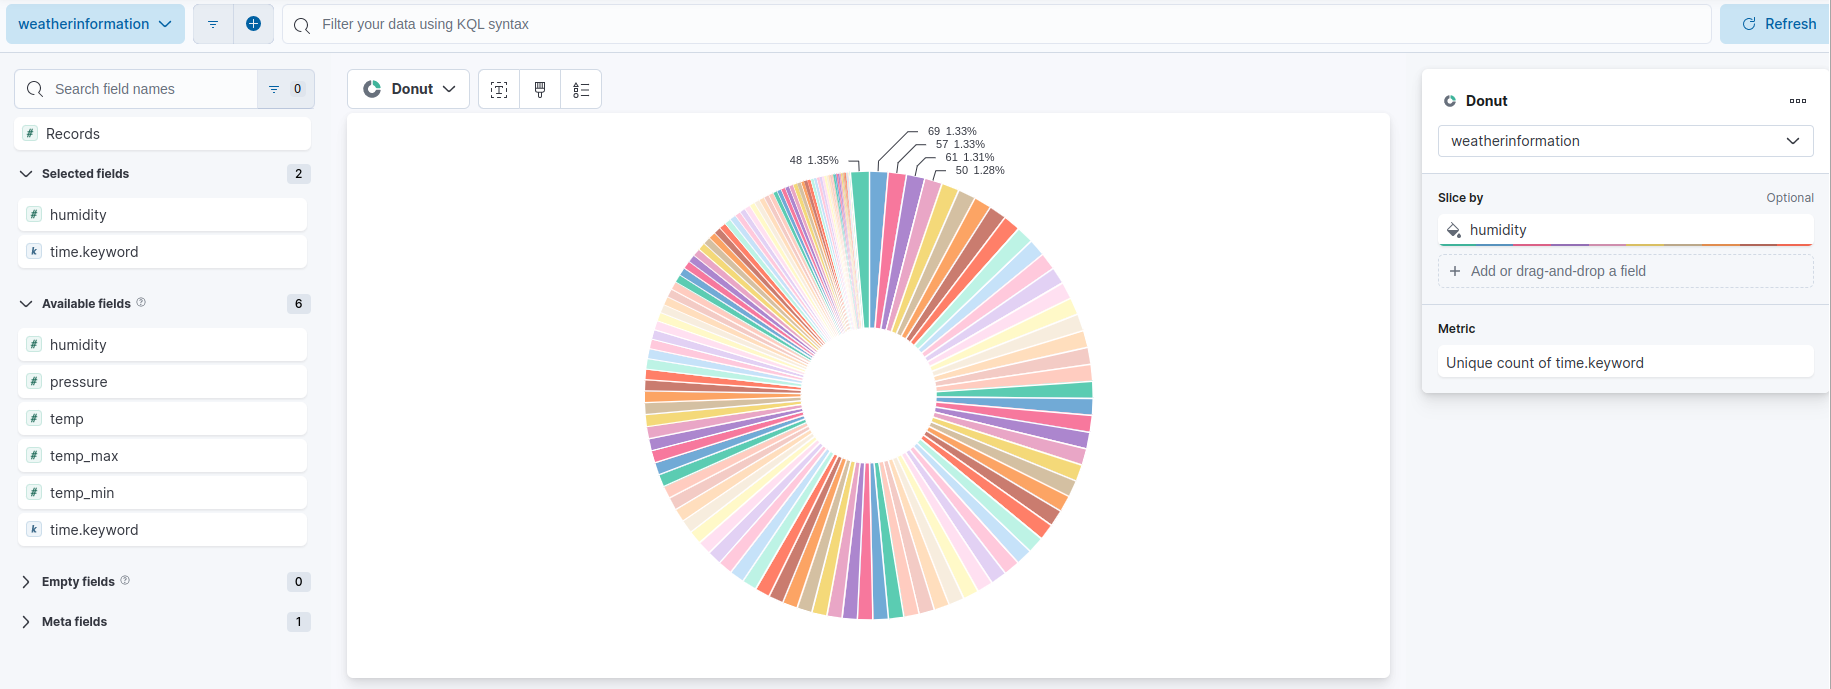 weatherinformation
Filter your data using KQL syntax
Refresh
Search field names
0
# Records
Selected fields 2
# humidity
k time.keyword
Available fields 6
# humidity
# pressure
# temp
# temp_max
# temp_min
k time.keyword
Empty fields 0
Meta fields 1
Donut
48 1.35%
69 1.33%
57 1.33%
61 1.31%
50 1.28%
Donut
weatherinformation
Slice by Optional
humidity
Add or drag-and-drop a field
Metric
Unique count of time.keyword